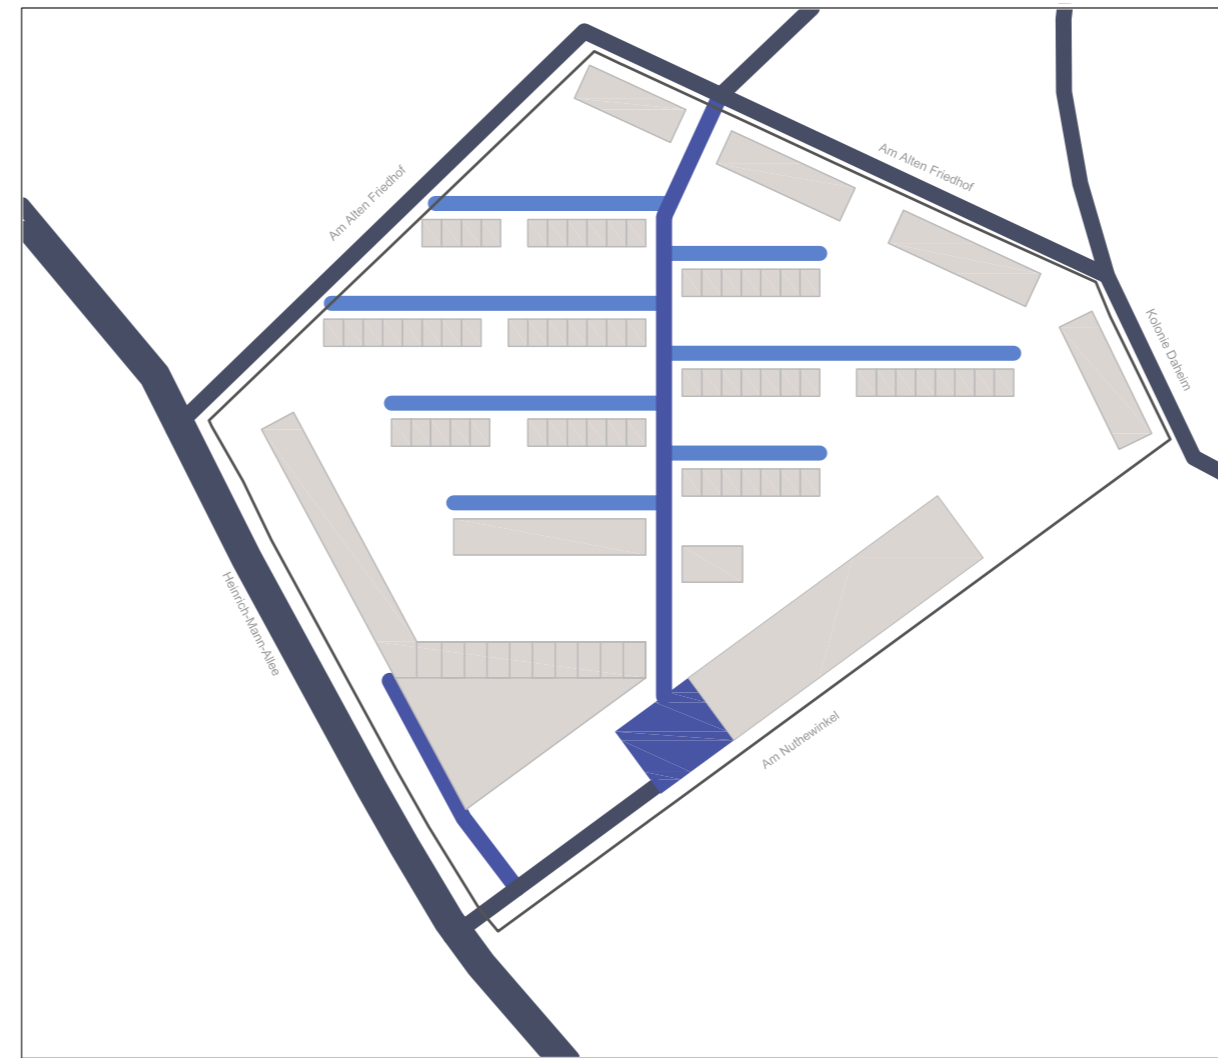 Am Alten Friedhof
Am Alten Friedhof
Kolonie Daheim
Heinrich-Mann-Allee
Am Nuthewinkel